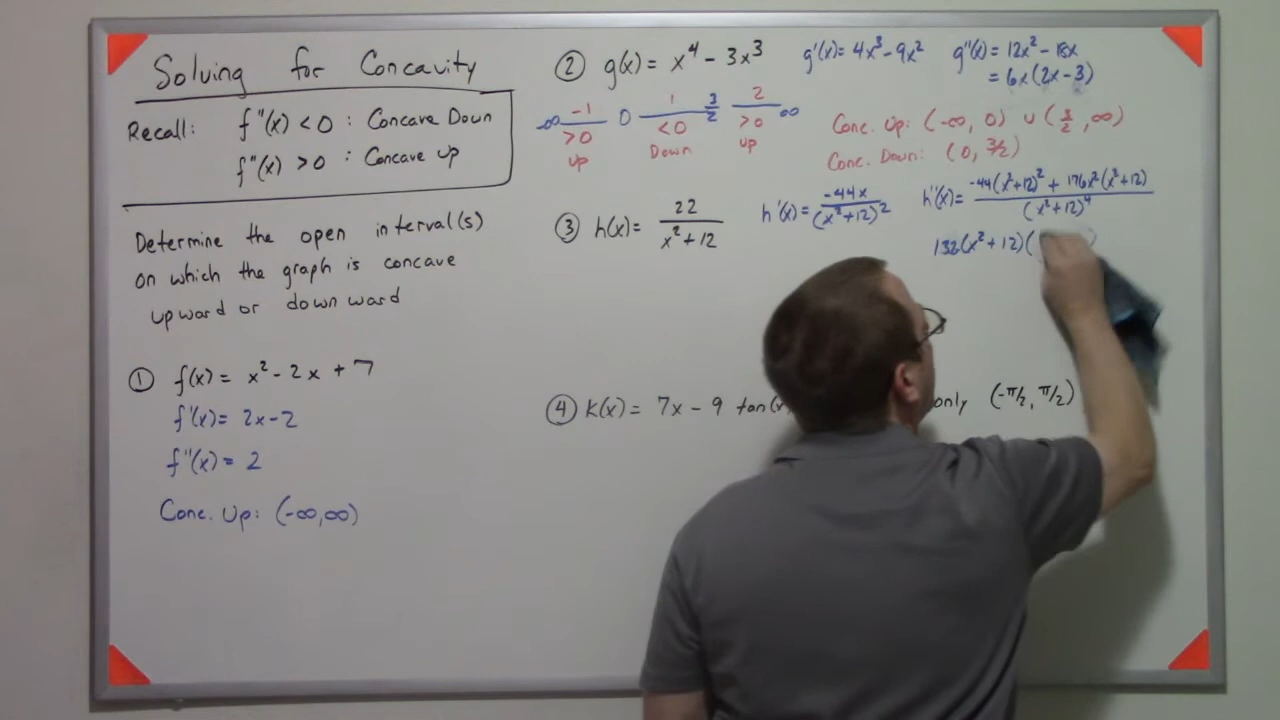 Solving for Concavity
Recall: f"(x) < 0 : Concave Down
f"(x) > 0 : Concave up
Determine the open interval(s)
on which the graph is concave
upward or down ward
① f(x) = x² - 2x + 7
f'(x) = 2x-2
f"(x) = 2
Conc. Up: (-∞,∞)
② g(x) = x⁴ - 3x³
g'(x) = 4x³ - 9x²
g"(x) = 12x² - 18x
= 6x(2x-3)
-1 1 2
-∞ 0 3/2 ∞
>0 <0 >0
up Down up
Conc. Up: (-∞, 0) ∪ (3/2, ∞)
Conc. Down: (0, 3/2)
③ h(x) = 22/(x²+12)
h'(x) = -44x/(x²+12)²
h"(x) = (-44(x²+12)² + 176x²(x²+12))/(x²+12)⁴
132(x²+12)(
④ K(x) = 7x - 9 tan(x only (-π/2, π/2)